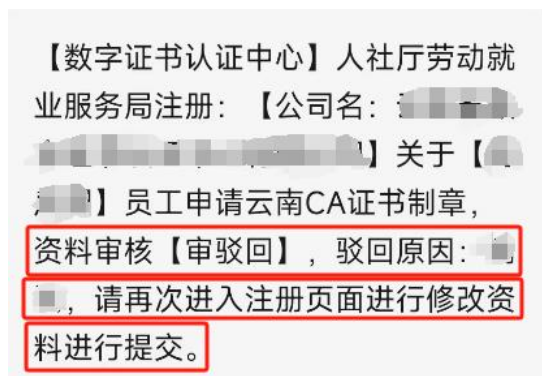 【数字证书认证中心】人社厅劳动就
业服务局注册：【公司名：
】关于【
】员工申请云南CA证书制章，
资料审核【审驳回】，驳回原因：
，请再次进入注册页面进行修改资
料进行提交。